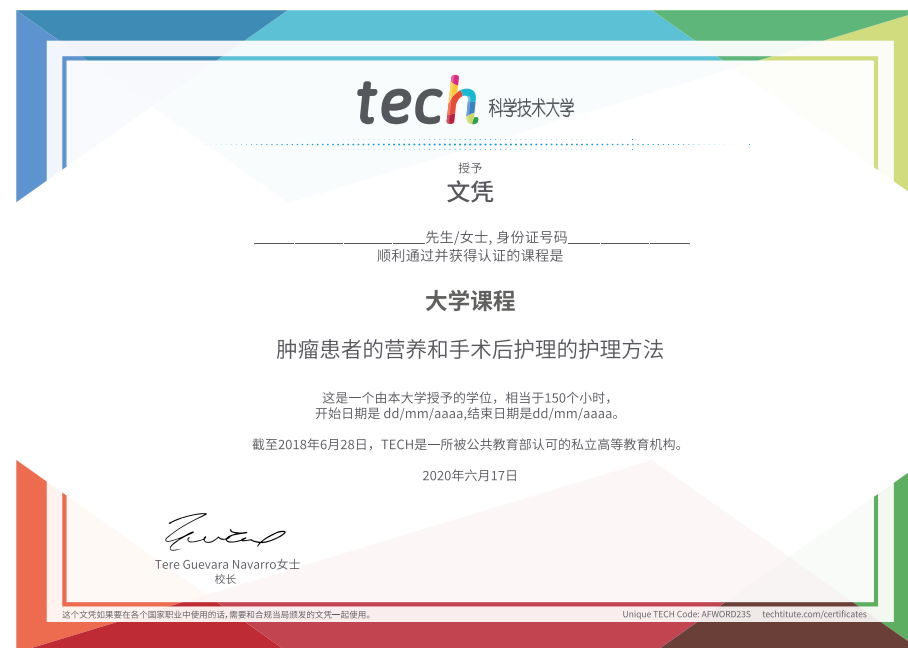 tech 科学技术大学
授予
文凭
____________________先生/女士, 身份证号码______________
顺利通过并获得认证的课程是
大学课程
肿瘤患者的营养和手术后护理的护理方法
这是一个由本大学授予的学位，相当于150个小时，
开始日期是 dd/mm/aaaa,结束日期是dd/mm/aaaa。
截至2018年6月28日，TECH是一所被公共教育部认可的私立高等教育机构。
2020年六月17日
Tere Guevara Navarro女士
校长
这个文凭如果要在各个国家职业中使用的话,需要和合规当局颁发的文凭一起使用。
Unique TECH Code: AFWORD23S techtitute.com/certificates